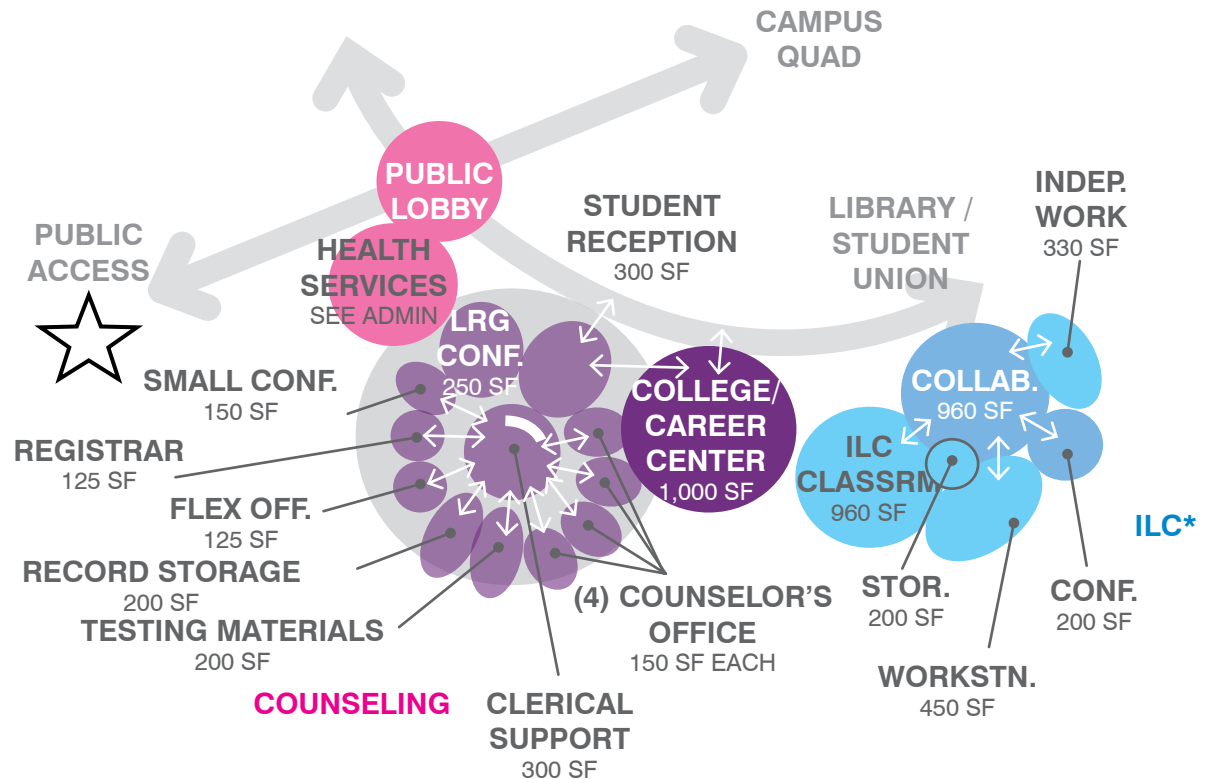 CAMPUS
QUAD
PUBLIC
LOBBY
PUBLIC
ACCESS
HEALTH
SERVICES
SEE ADMIN
STUDENT
RECEPTION
300 SF
LIBRARY /
STUDENT
UNION
INDEP.
WORK
330 SF
LRG
CONF.
250 SF
SMALL CONF.
150 SF
REGISTRAR
125 SF
FLEX OFF.
125 SF
RECORD STORAGE
200 SF
TESTING MATERIALS
200 SF
COUNSELING
CLERICAL
SUPPORT
300 SF
(4) COUNSELOR'S
OFFICE
150 SF EACH
COLLEGE/
CAREER
CENTER
1,000 SF
COLLAB.
960 SF
ILC
CLASSRM
960 SF
ILC*
STOR.
200 SF
CONF.
200 SF
WORKSTN.
450 SF